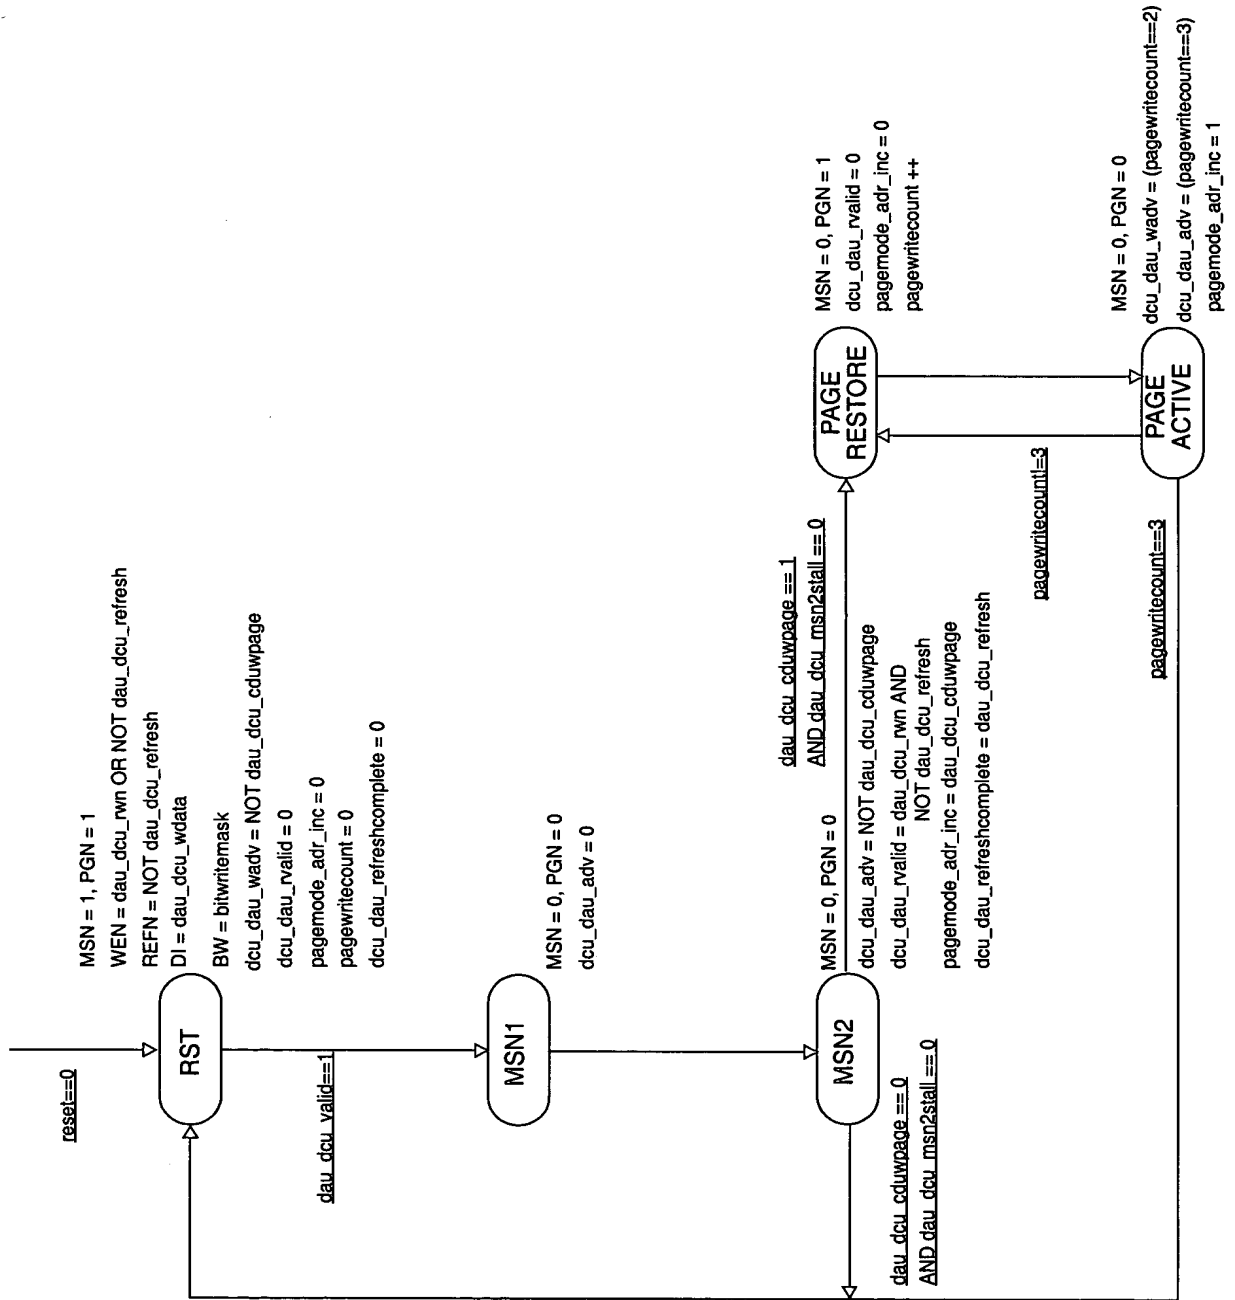 reset==0
RST
MSN = 1, PGN = 1
WEN = dau_dcu_rwn OR NOT dau_dcu_refresh
REFN = NOT dau_dcu_refresh
DI = dau_dcu_wdata
BW = bitwritemask
dcu_dau_wadv = NOT dau_dcu_cduwpage
dcu_dau_rvalid = 0
pagemode_adr_inc = 0
pagewritecount = 0
dcu_dau_refreshcomplete = 0
dau_dcu_valid==1
MSN1
MSN = 0, PGN = 0
dcu_dau_adv = 0
MSN2
MSN = 0, PGN = 0
dcu_dau_adv = NOT dau_dcu_cduwpage
dcu_dau_rvalid = dau_dcu_rwn AND
NOT dau_dcu_refresh
pagemode_adr_inc = dau_dcu_cduwpage
dcu_dau_refreshcomplete = dau_dcu_refresh
dau_dcu_cduwpage == 0
AND dau_dcu_msn2stall == 0
dau_dcu_cduwpage == 1
AND dau_dcu_msn2stall == 0
PAGE
RESTORE
MSN = 0, PGN = 1
dcu_dau_rvalid = 0
pagemode_adr_inc = 0
pagewritecount ++
pagewritecount!=3
pagewritecount==3
PAGE
ACTIVE
MSN = 0, PGN = 0
dcu_dau_wadv = (pagewritecount==2)
dcu_dau_adv = (pagewritecount==3)
pagemode_adr_inc = 1